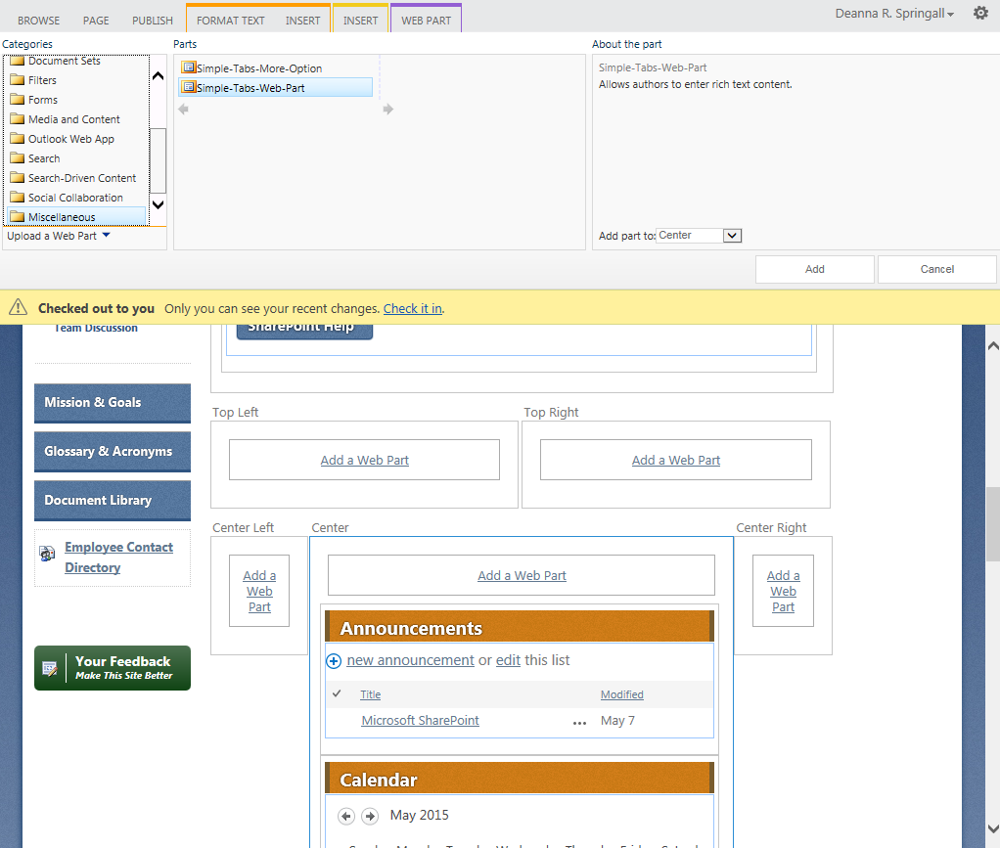 BROWSE PAGE PUBLISH FORMAT TEXT INSERT INSERT WEB PART Deanna R. Springall
Categories Parts About the part
Document Sets
Filters
Forms
Media and Content
Outlook Web App
Search
Search-Driven Content
Social Collaboration
Miscellaneous
Upload a Web Part
Simple-Tabs-More-Option
Simple-Tabs-Web-Part
Simple-Tabs-Web-Part
Allows authors to enter rich text content.
Add part to: Center
Add Cancel
Checked out to you Only you can see your recent changes. Check it in.
Team Discussion
SharePoint Help
Mission & Goals
Glossary & Acronyms
Document Library
Employee Contact
Directory
Your Feedback
Make This Site Better
Top Left Top Right
Add a Web Part Add a Web Part
Center Left Center Center Right
Add a
Web
Part
Add a Web Part
Add a
Web
Part
Announcements
new announcement or edit this list
Title Modified
Microsoft SharePoint ... May 7
Calendar
May 2015